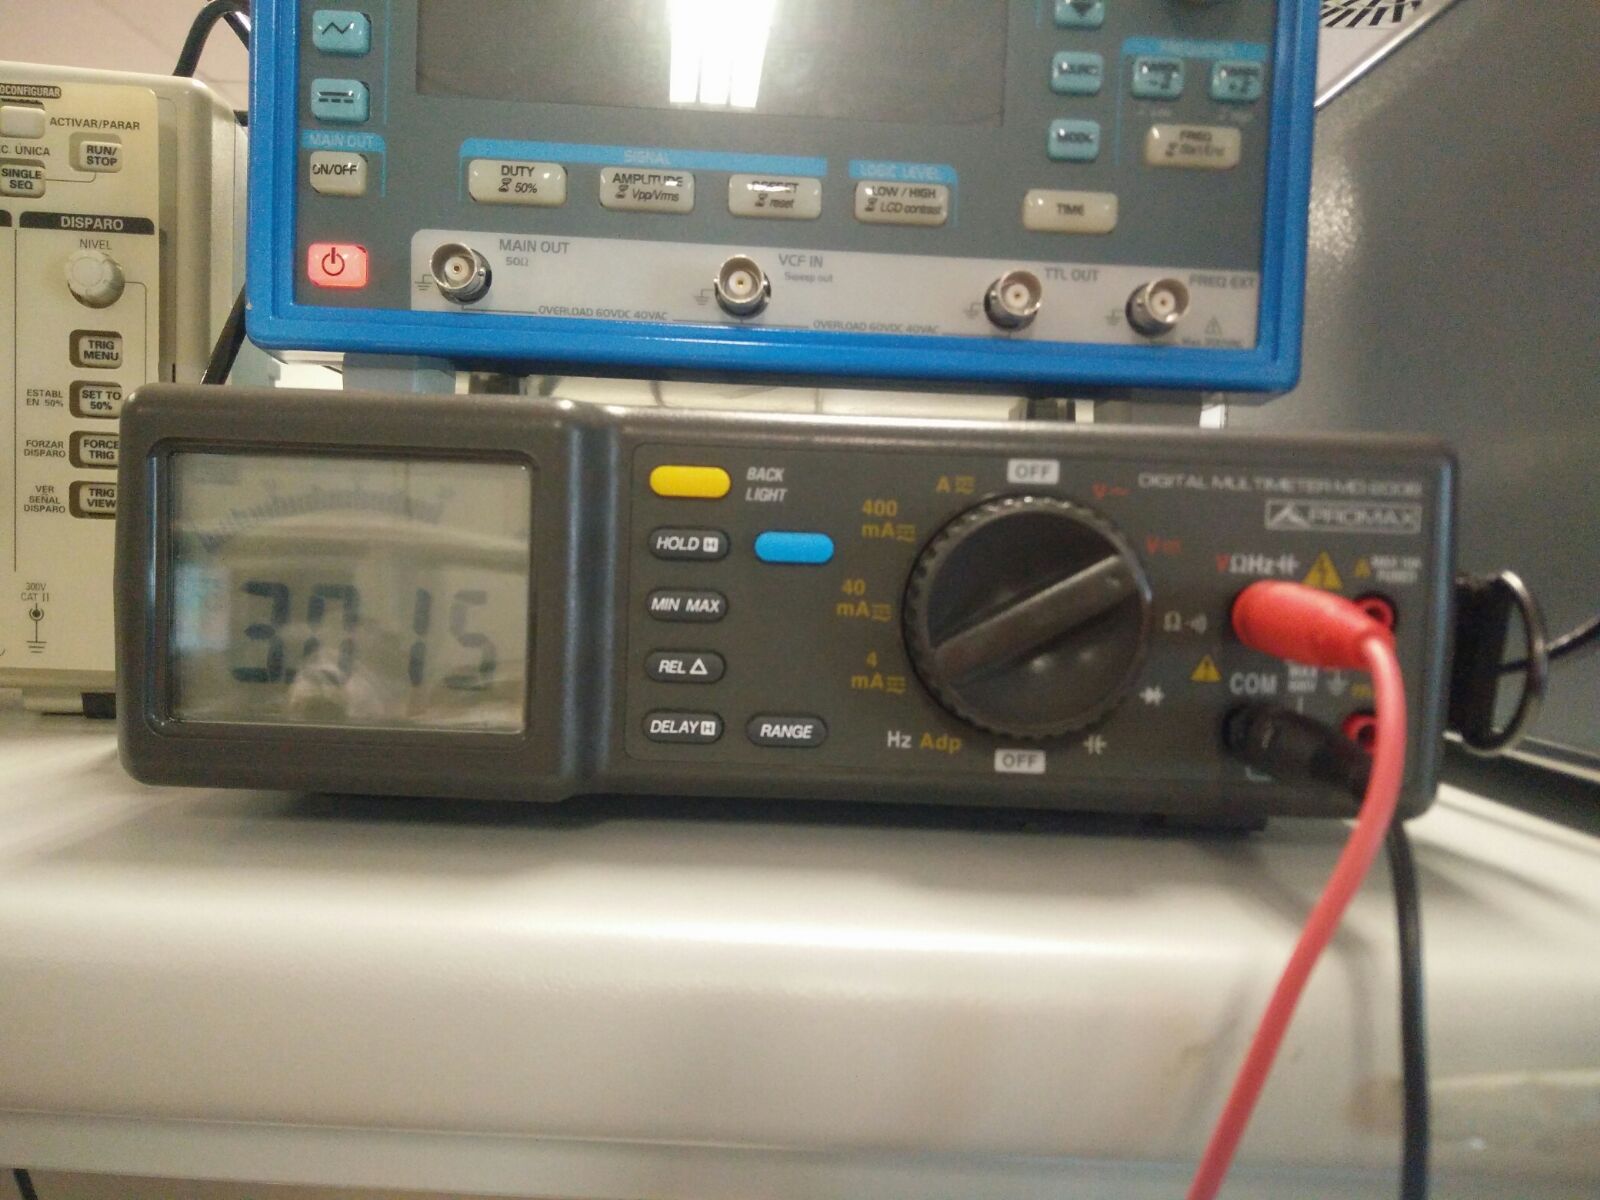 OCONFIGURAR
ACTIVAR/PARAR
C. ÚNICA
RUN/
STOP
SINGLE
SEQ
DISPARO
NIVEL
TRIG
MENU
ESTABL
EN 50%
SET TO
50%
FORZAR
DISPARO
FORCE
TRIG
VER
SEÑAL
DISPARO
TRIG
VIEW
300V
CAT II
MAIN OUT
ON/OFF
SIGNAL
DUTY
50%
AMPLITUDE
Vpp/Vrms
OFFSET
reset
LOGIC LEVEL
LOW / HIGH
LCD contrast
FREQ
Start/End
TIME
MAIN OUT
50Ω
VCF IN
Sweep out
TTL OUT
FREQ EXT
OVERLOAD 60VDC 40VAC
OVERLOAD 60VDC 40VAC
3.015
BACK
LIGHT
HOLD H
MIN MAX
REL △
DELAY H
RANGE
OFF
A
400
mA
40
mA
4
mA
Hz Adp
OFF
V
V
Ω
DIGITAL MULTIMETER MD-200B
PROMAX
VΩHz
A
COM